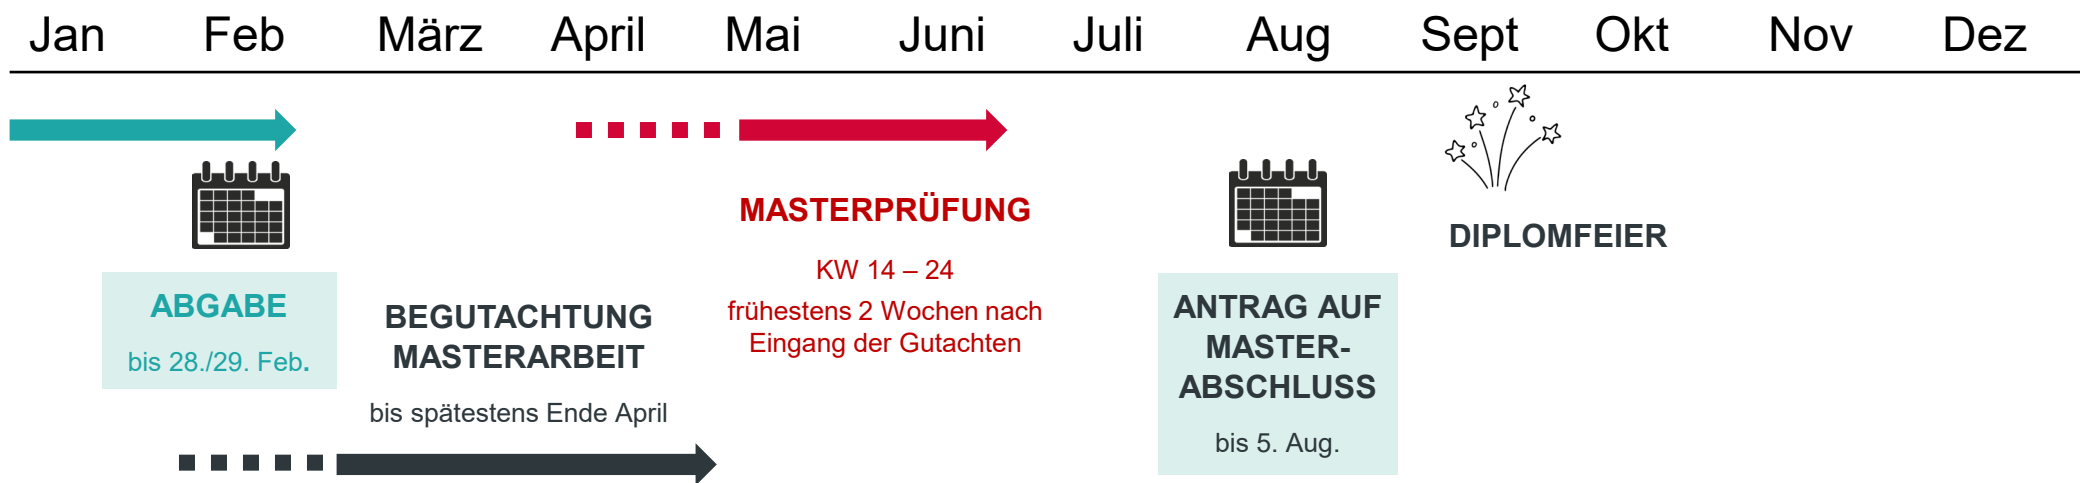 Jan Feb März April Mai Juni Juli Aug Sept Okt Nov Dez
ABGABE
bis 28./29. Feb.
BEGUTACHTUNG
MASTERARBEIT
bis spätestens Ende April
MASTERPRÜFUNG
KW 14 – 24
frühestens 2 Wochen nach
Eingang der Gutachten
ANTRAG AUF
MASTER-
ABSCHLUSS
bis 5. Aug.
DIPLOMFEIER